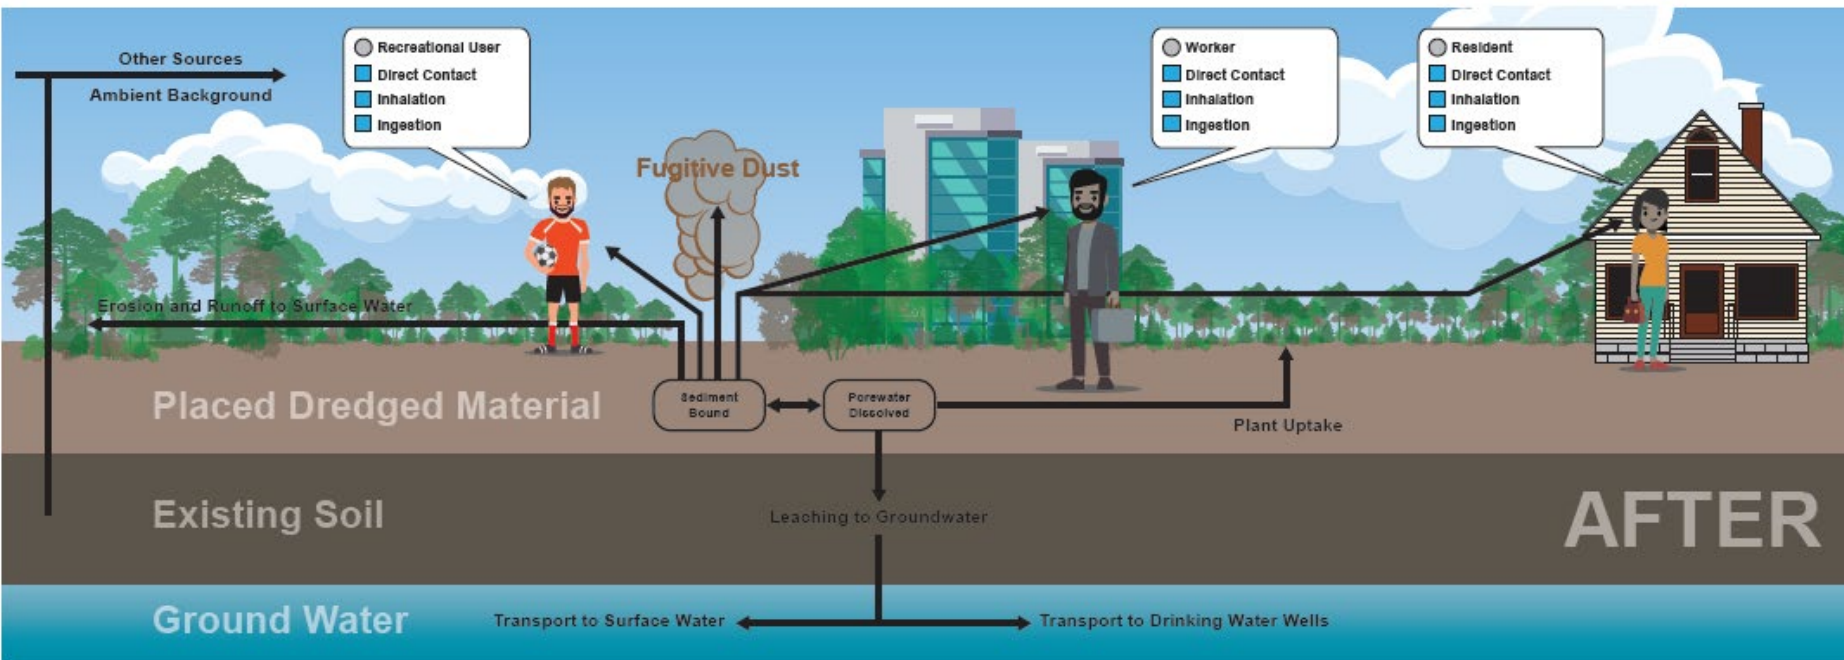 Other Sources
Ambient Background
Recreational User
Direct Contact
Inhalation
Ingestion
Fugitive Dust
Worker
Direct Contact
Inhalation
Ingestion
Resident
Direct Contact
Inhalation
Ingestion
Erosion and Runoff to Surface Water
Placed Dredged Material
Sediment
Bound
Porewater
Dissolved
Plant Uptake
Existing Soil
Leaching to Groundwater
AFTER
Ground Water
Transport to Surface Water
Transport to Drinking Water Wells